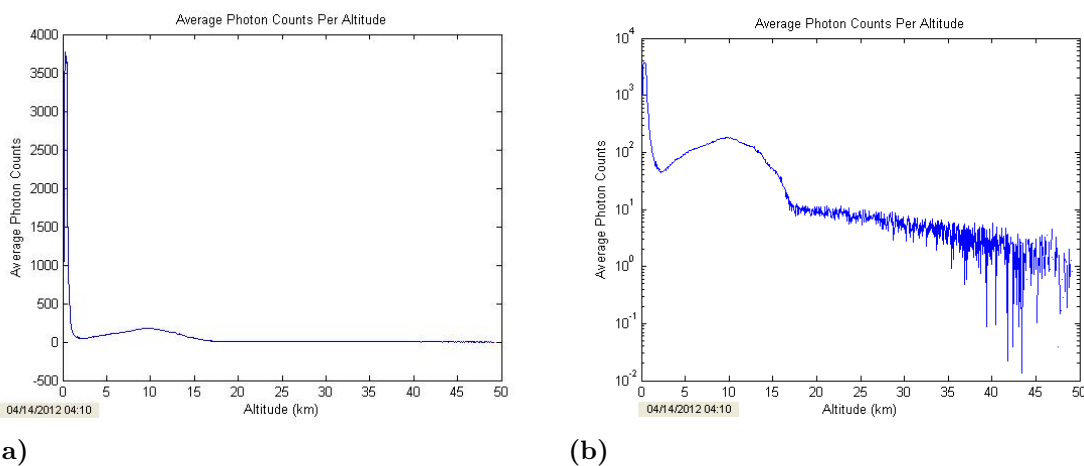 Average Photon Counts Per Altitude
4000
3500
3000
2500
2000
1500
1000
500
0
-500
Average Photon Counts
0 5 10 15 20 25 30 35 40 45 50
04/14/2012 04:10
Altitude (km)
a)
Average Photon Counts Per Altitude
10^4
10^3
10^2
10^1
10^0
10^-1
10^-2
Average Photon Counts
0 5 10 15 20 25 30 35 40 45 50
04/14/2012 04:10
Altitude (km)
(b)